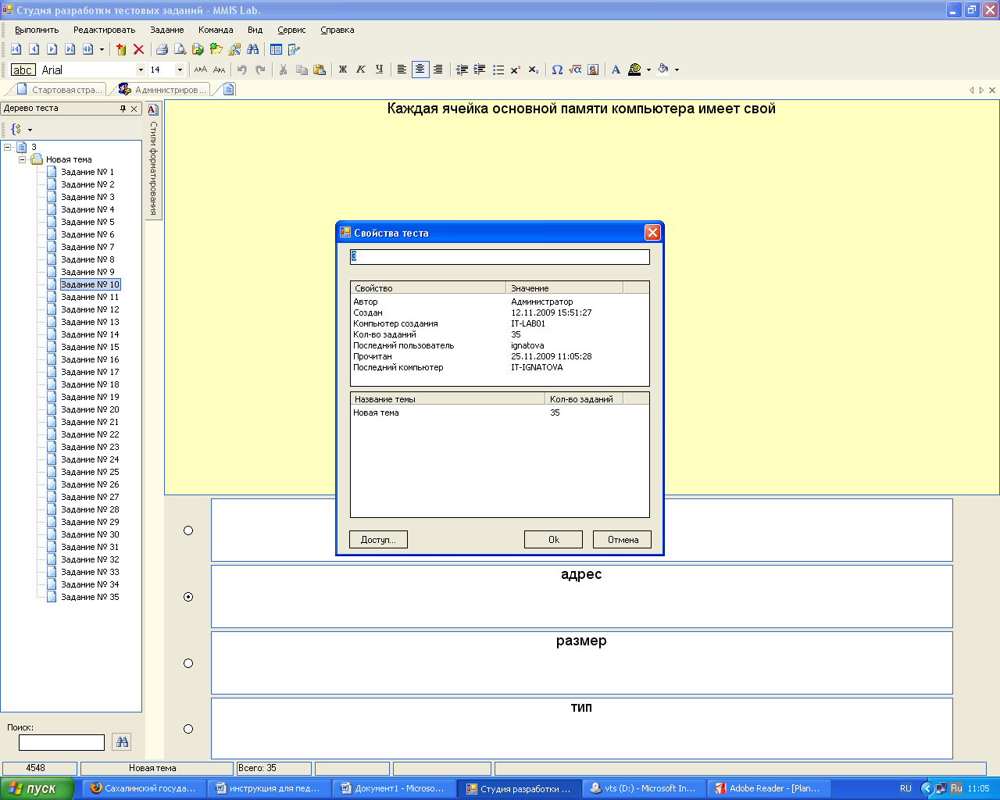 Студия разработки тестовых заданий - MMIS Lab.
Выполнить Редактировать Задание Команда Вид Сервис Справка
abc Arial 14 Ж К Ч
Стартовая стра... Администриров...
Дерево теста
Стили форматирования
3
Новая тема
Задание № 1
Задание № 2
Задание № 3
Задание № 4
Задание № 5
Задание № 6
Задание № 7
Задание № 8
Задание № 9
Задание № 10
Задание № 11
Задание № 12
Задание № 13
Задание № 14
Задание № 15
Задание № 16
Задание № 17
Задание № 18
Задание № 19
Задание № 20
Задание № 21
Задание № 22
Задание № 23
Задание № 24
Задание № 25
Задание № 26
Задание № 27
Задание № 28
Задание № 29
Задание № 30
Задание № 31
Задание № 32
Задание № 33
Задание № 34
Задание № 35
Поиск:
Каждая ячейка основной памяти компьютера имеет свой
Свойства теста
3
Свойство Значение
Автор Администратор
Создан 12.11.2009 15:51:27
Компьютер создания IT-LAB01
Кол-во заданий 35
Последний пользователь ignatova
Прочитан 25.11.2009 11:05:28
Последний компьютер IT-IGNATOVA
Название темы Кол-во заданий
Новая тема 35
Доступ... Ok Отмена
адрес
размер
тип
4548 Новая тема Всего: 35
пуск Сахалинский госуда... инструкция для пед... Документ1 - Microso... Студия разработки ... vts (D:) - Microsoft In... Adobe Reader - [Plan... RU Ru 11:05